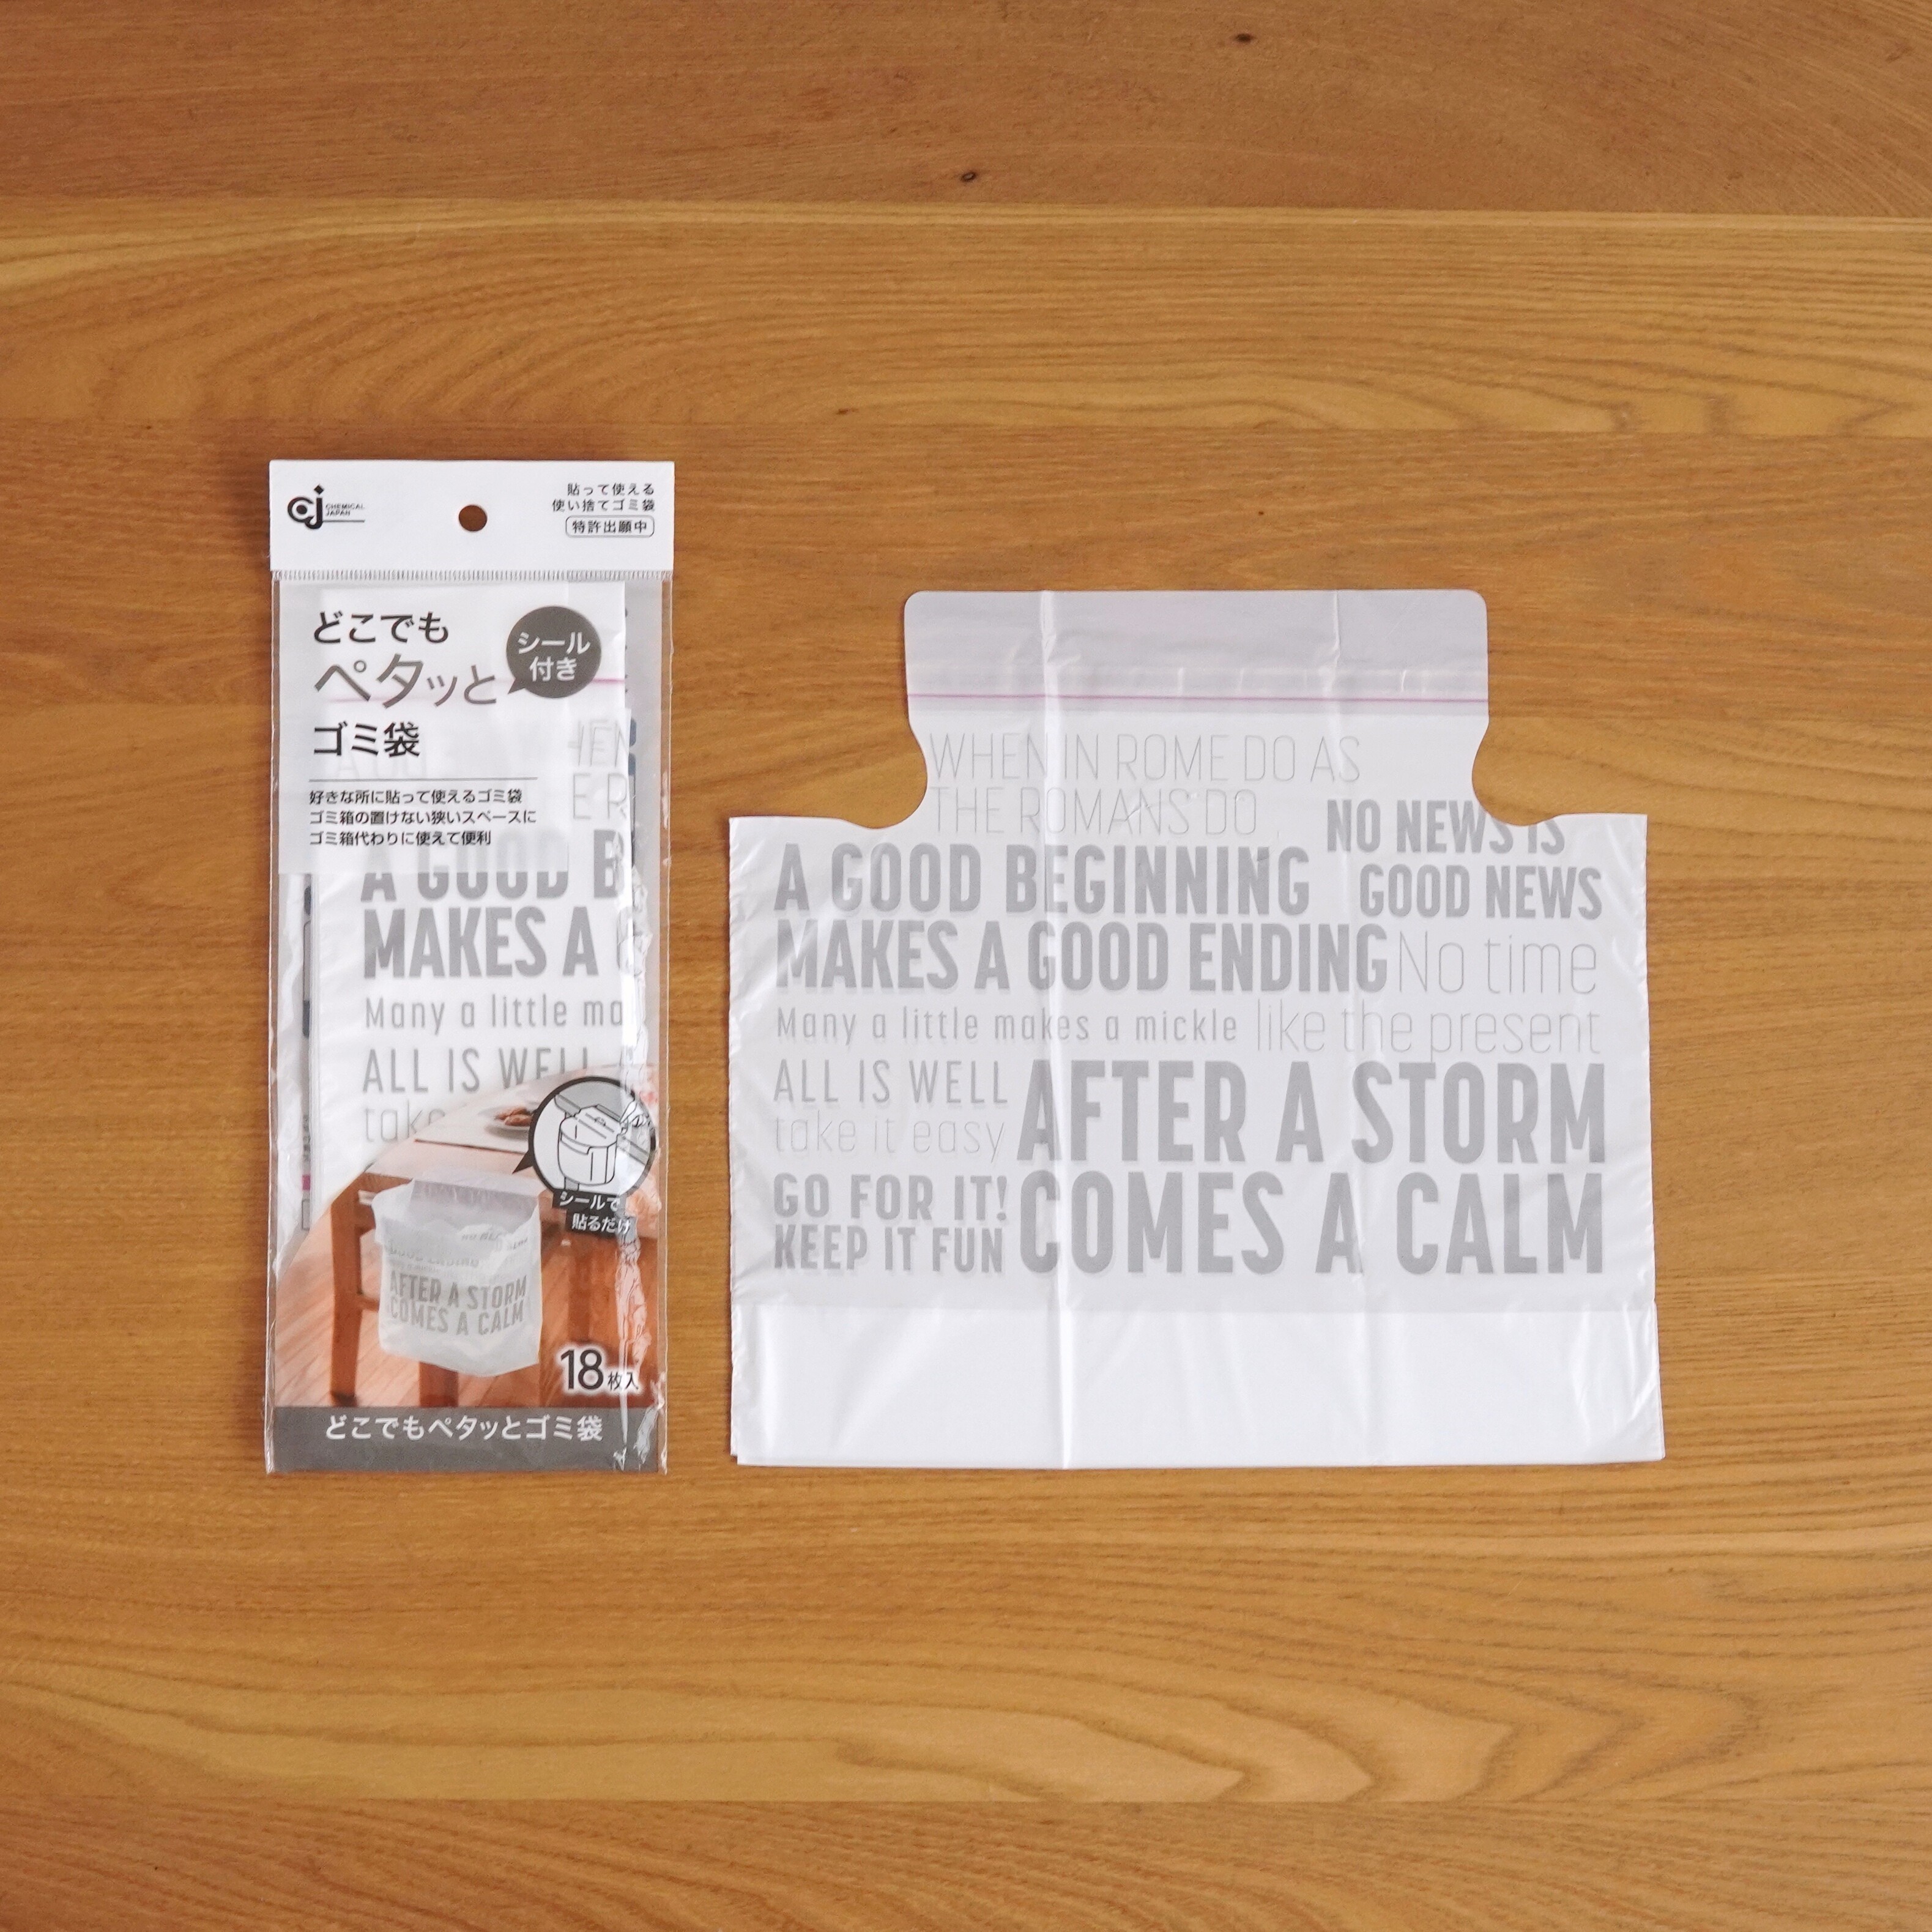 cj CHEMICAL
JAPAN
貼って使える
使い捨てゴミ袋
特許出願中
どこでも
ペタッと
ゴミ袋
シール
付き
好きな所に貼って使えるゴミ袋
ゴミ箱の置けない狭いスペースに
ゴミ箱代わりに使えて便利
A GOOD B
MAKES A
Many a little ma
ALL IS WELL
take
シールで
貼るだけ
AFTER A STORM
COMES A CALM
18枚入
どこでもペタッとゴミ袋
WHEN IN ROME DO AS
THE ROMANS DO
NO NEWS IS
GOOD NEWS
A GOOD BEGINNING
MAKES A GOOD ENDING
No time
like the present
Many a little makes a mickle
ALL IS WELL
take it easy
AFTER A STORM
COMES A CALM
GO FOR IT!
KEEP IT FUN